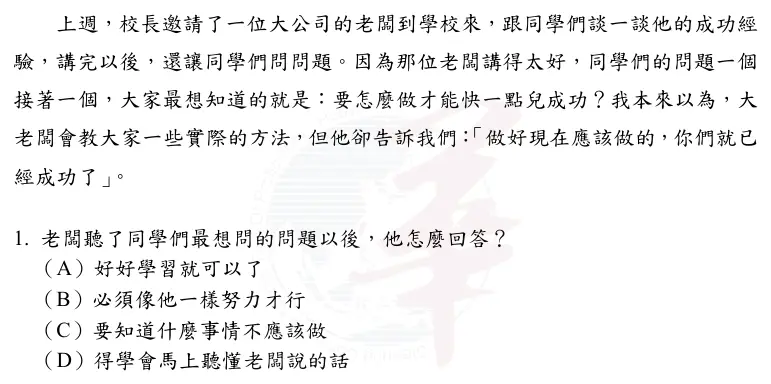 上週，校長邀請了一位大公司的老闆到學校來，跟同學們談一談他的成功經
驗，講完以後，還讓同學們問問題。因為那位老闆講得太好，同學們的問題一個
接著一個，大家最想知道的就是：要怎麼做才能快一點兒成功？我本來以為，大
老闆會教大家一些實際的方法，但他卻告訴我們：「做好現在應該做的，你們就已
經成功了」。
1. 老闆聽了同學們最想問的問題以後，他怎麼回答？
（A）好好學習就可以了
（B）必須像他一樣努力才行
（C）要知道什麼事情不應該做
（D）得學會馬上聽懂老闆說的話
華